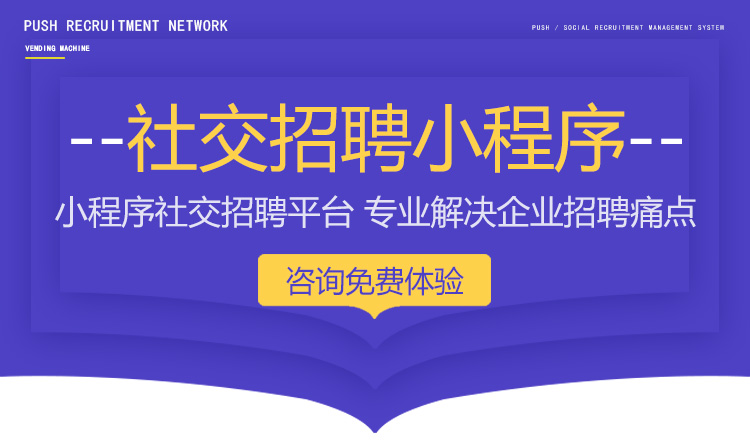 PUSH RECRUITMENT NETWORK
PUSH / SOCIAL RECRUITMENT MANAGEMENT SYSTEM
VENDING MACHINE
--社交招聘小程序--
小程序社交招聘平台 专业解决企业招聘痛点
咨询免费体验